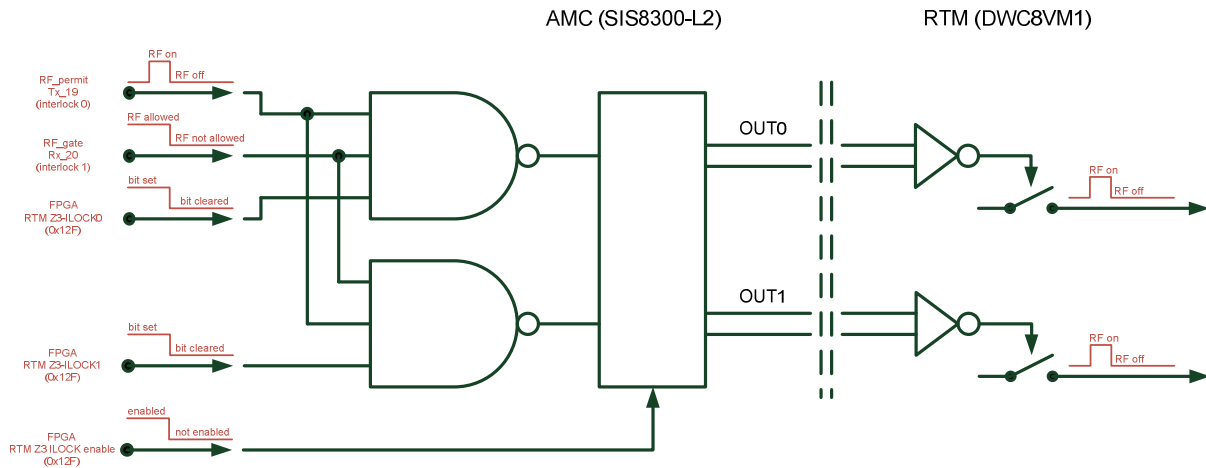 AMC (SIS8300-L2)
RTM (DWC8VM1)
RF on
RF off
RF_permit
Tx_19
(interlock 0)
RF allowed
RF not allowed
RF_gate
Rx_20
(interlock 1)
bit set
bit cleared
FPGA
RTM Z3-ILOCK0
(0x12F)
OUT0
RF on
RF off
OUT1
bit set
bit cleared
FPGA
RTM Z3-ILOCK1
(0x12F)
RF on
RF off
enabled
not enabled
FPGA
RTM Z3 ILOCK enable
(0x12F)